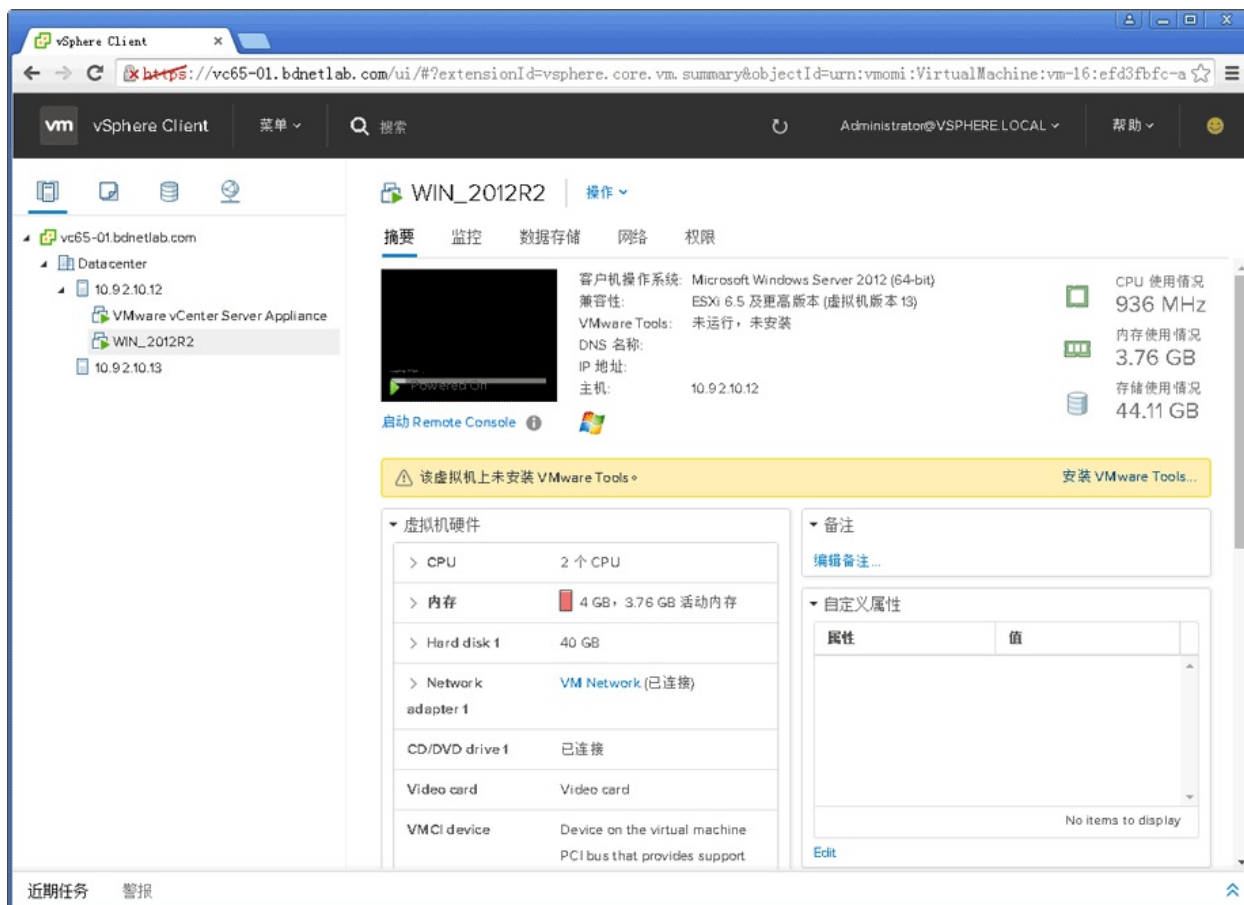 vSphere Client
https://vc65-01.bdnetlab.com/ui/#?extensionId=vsphere.core.vm.summary&objectId=urn:vmomi:VirtualMachine:vm-16:efd3fbfc-a
vm vSphere Client 菜单 搜索 Administrator@VSPHERE.LOCAL 帮助
vc65-01.bdnetlab.com
Datacenter
10.92.10.12
VMware vCenter Server Appliance
WIN_2012R2
10.92.10.13
WIN_2012R2 操作
摘要 监控 数据存储 网络 权限
Powered On
启动 Remote Console
客户机操作系统: Microsoft Windows Server 2012 (64-bit)
兼容性: ESXi 6.5 及更高版本 (虚拟机版本 13)
VMware Tools: 未运行，未安装
DNS 名称:
IP 地址:
主机: 10.92.10.12
CPU 使用情况
936 MHz
内存使用情况
3.76 GB
存储使用情况
44.11 GB
该虚拟机上未安装 VMware Tools。 安装 VMware Tools...
虚拟机硬件
CPU 2 个 CPU
内存 4 GB，3.76 GB 活动内存
Hard disk 1 40 GB
Network VM Network (已连接)
adapter 1
CD/DVD drive 1 已连接
Video card Video card
VMCI device Device on the virtual machine
PCI bus that provides support
备注
编辑备注...
自定义属性
属性 值
No items to display
Edit
近期任务 警报